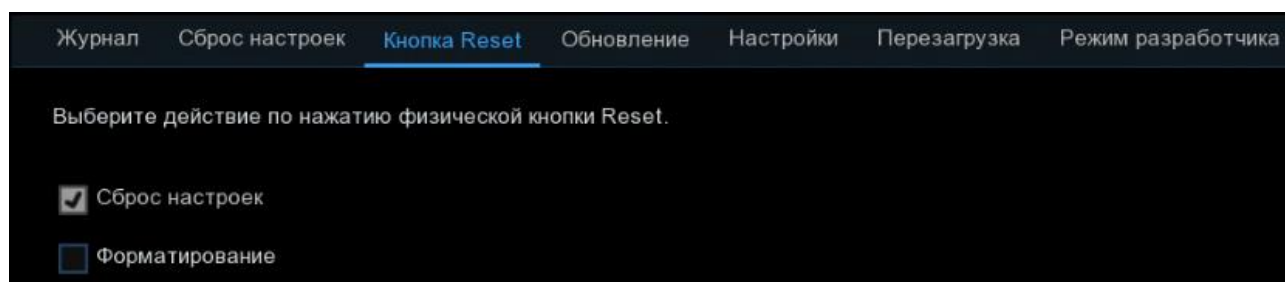 Журнал Сброс настроек Кнопка Reset Обновление Настройки Перезагрузка Режим разработчика
Выберите действие по нажатию физической кнопки Reset.
Сброс настроек
Форматирование